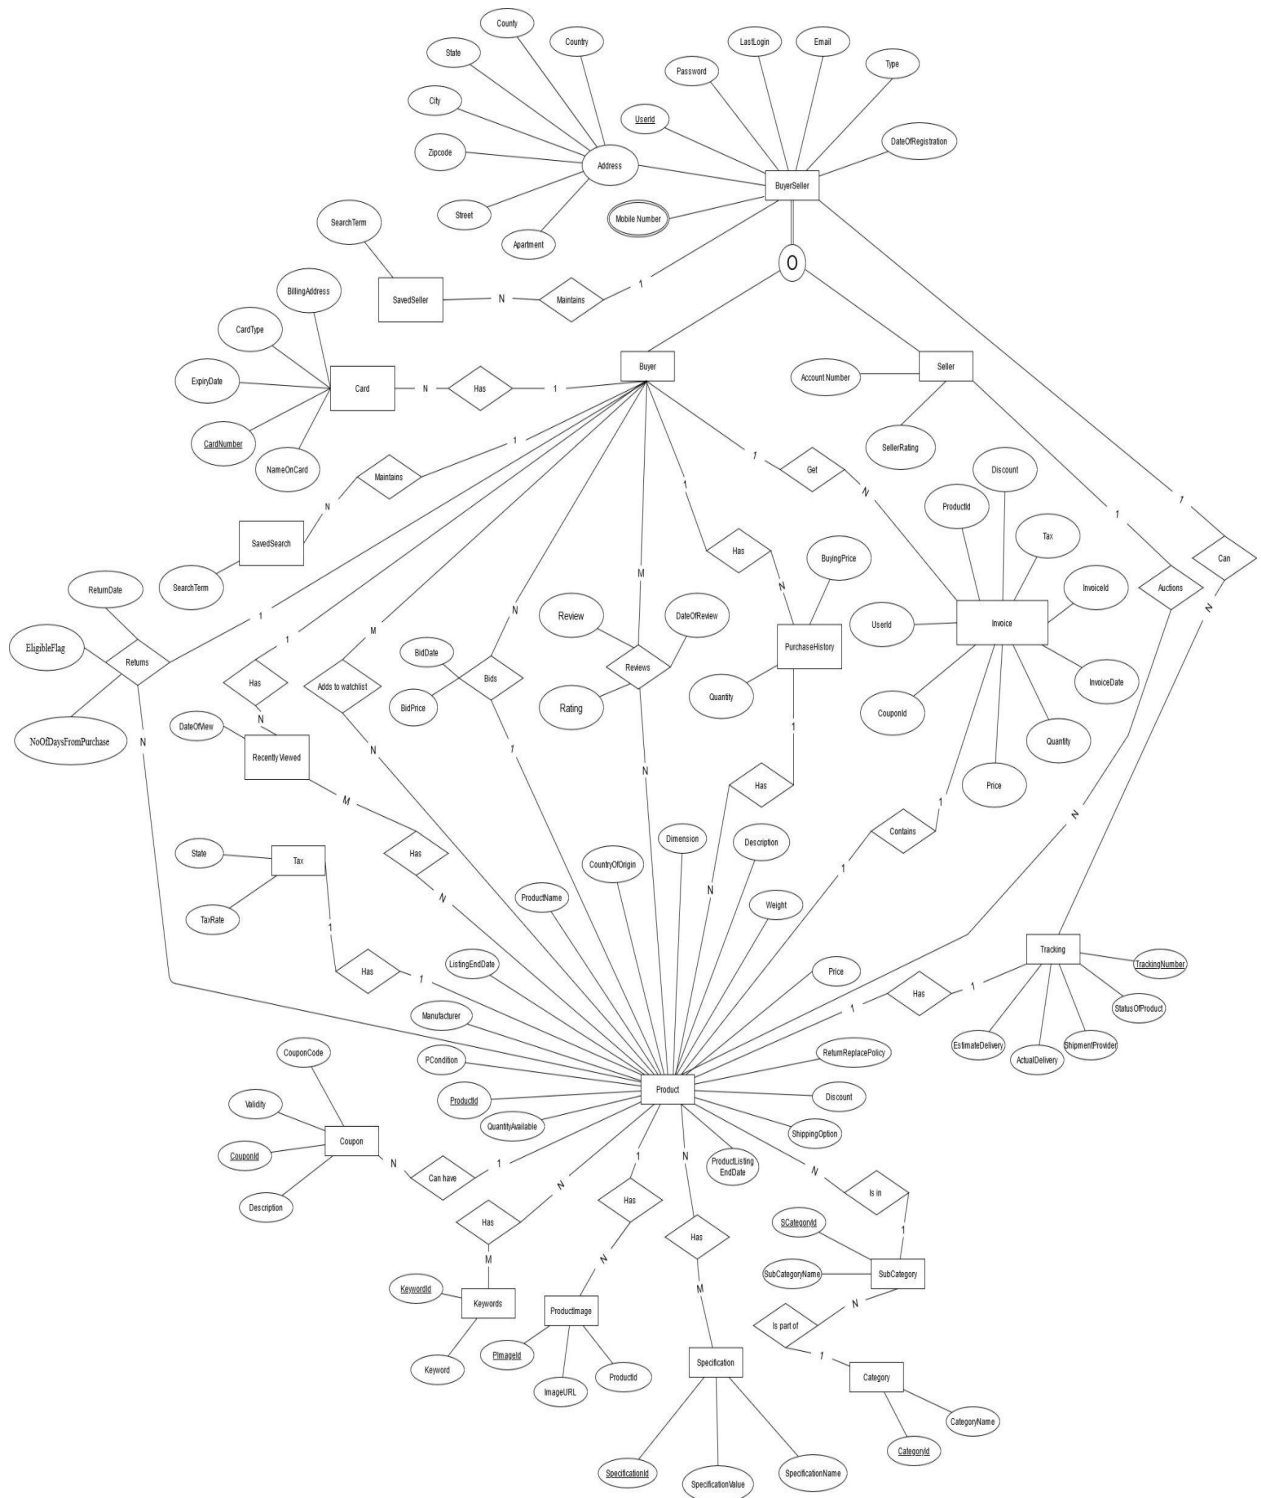 County
LastLogin
Email
State
Country
Password
Type
City
UserId
DateOfRegistration
Zipcode
Address
BuyerSeller
Street
Mobile Number
SearchTerm
Apartment
O
BillingAddress
SavedSeller
N
Maintains
1
CardType
Buyer
Seller
ExpiryDate
Card
N
Has
1
Account Number
CardNumber
SellerRating
NameOnCard
1
Maintains
1
Get
Discount
N
N
ProductId
1
1
1
Tax
SavedSearch
Has
BuyingPrice
Can
SearchTerm
M
N
InvoiceId
Auctions
ReturnDate
N
N
1
Review
DateOfReview
UserId
Invoice
EligibleFlag
1
M
BidDate
PurchaseHistory
Returns
Reviews
Has
Adds to watchlist
Bids
InvoiceDate
BidPrice
Rating
Quantity
CouponId
DateOfView
N
NoOfDaysFromPurchase
N
1
Quantity
Recently Viewed
N
1
N
Has
Price
M
1
N
Contains
State
Tax
Has
Dimension
Description
CountryOfOrigin
1
TaxRate
N
ProductName
N
Weight
1
Tracking
ListingEndDate
TrackingNumber
Has
1
Price
Has
1
1
StatusOfProduct
Manufacturer
EstimateDelivery
ActualDelivery
ShipmentProvider
CouponCode
PCondition
ReturnReplacePolicy
Product
ProductId
Discount
Validity
QuantityAvailable
ShippingOption
Coupon
CouponId
N
Can have
1
1
N
ProductListing
EndDate
N
N
Is in
Description
Has
Has
SCategoryId
Has
1
M
N
KeywordId
SubCategoryName
SubCategory
Keywords
ProductImage
M
N
Is part of
PImageId
1
Keyword
ImageURL
ProductId
Specification
Category
CategoryName
CategoryId
SpecificationId
SpecificationValue
SpecificationName